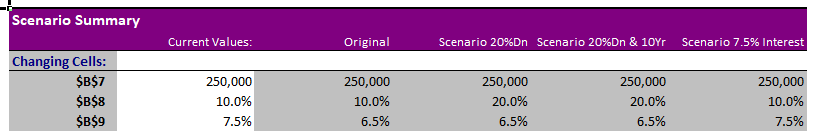 Scenario Summary
Current Values: Original Scenario 20%Dn Scenario 20%Dn & 10Yr Scenario 7.5% Interest
Changing Cells:
$B$7 250,000 250,000 250,000 250,000 250,000
$B$8 10.0% 10.0% 20.0% 20.0% 10.0%
$B$9 7.5% 6.5% 6.5% 6.5% 7.5%